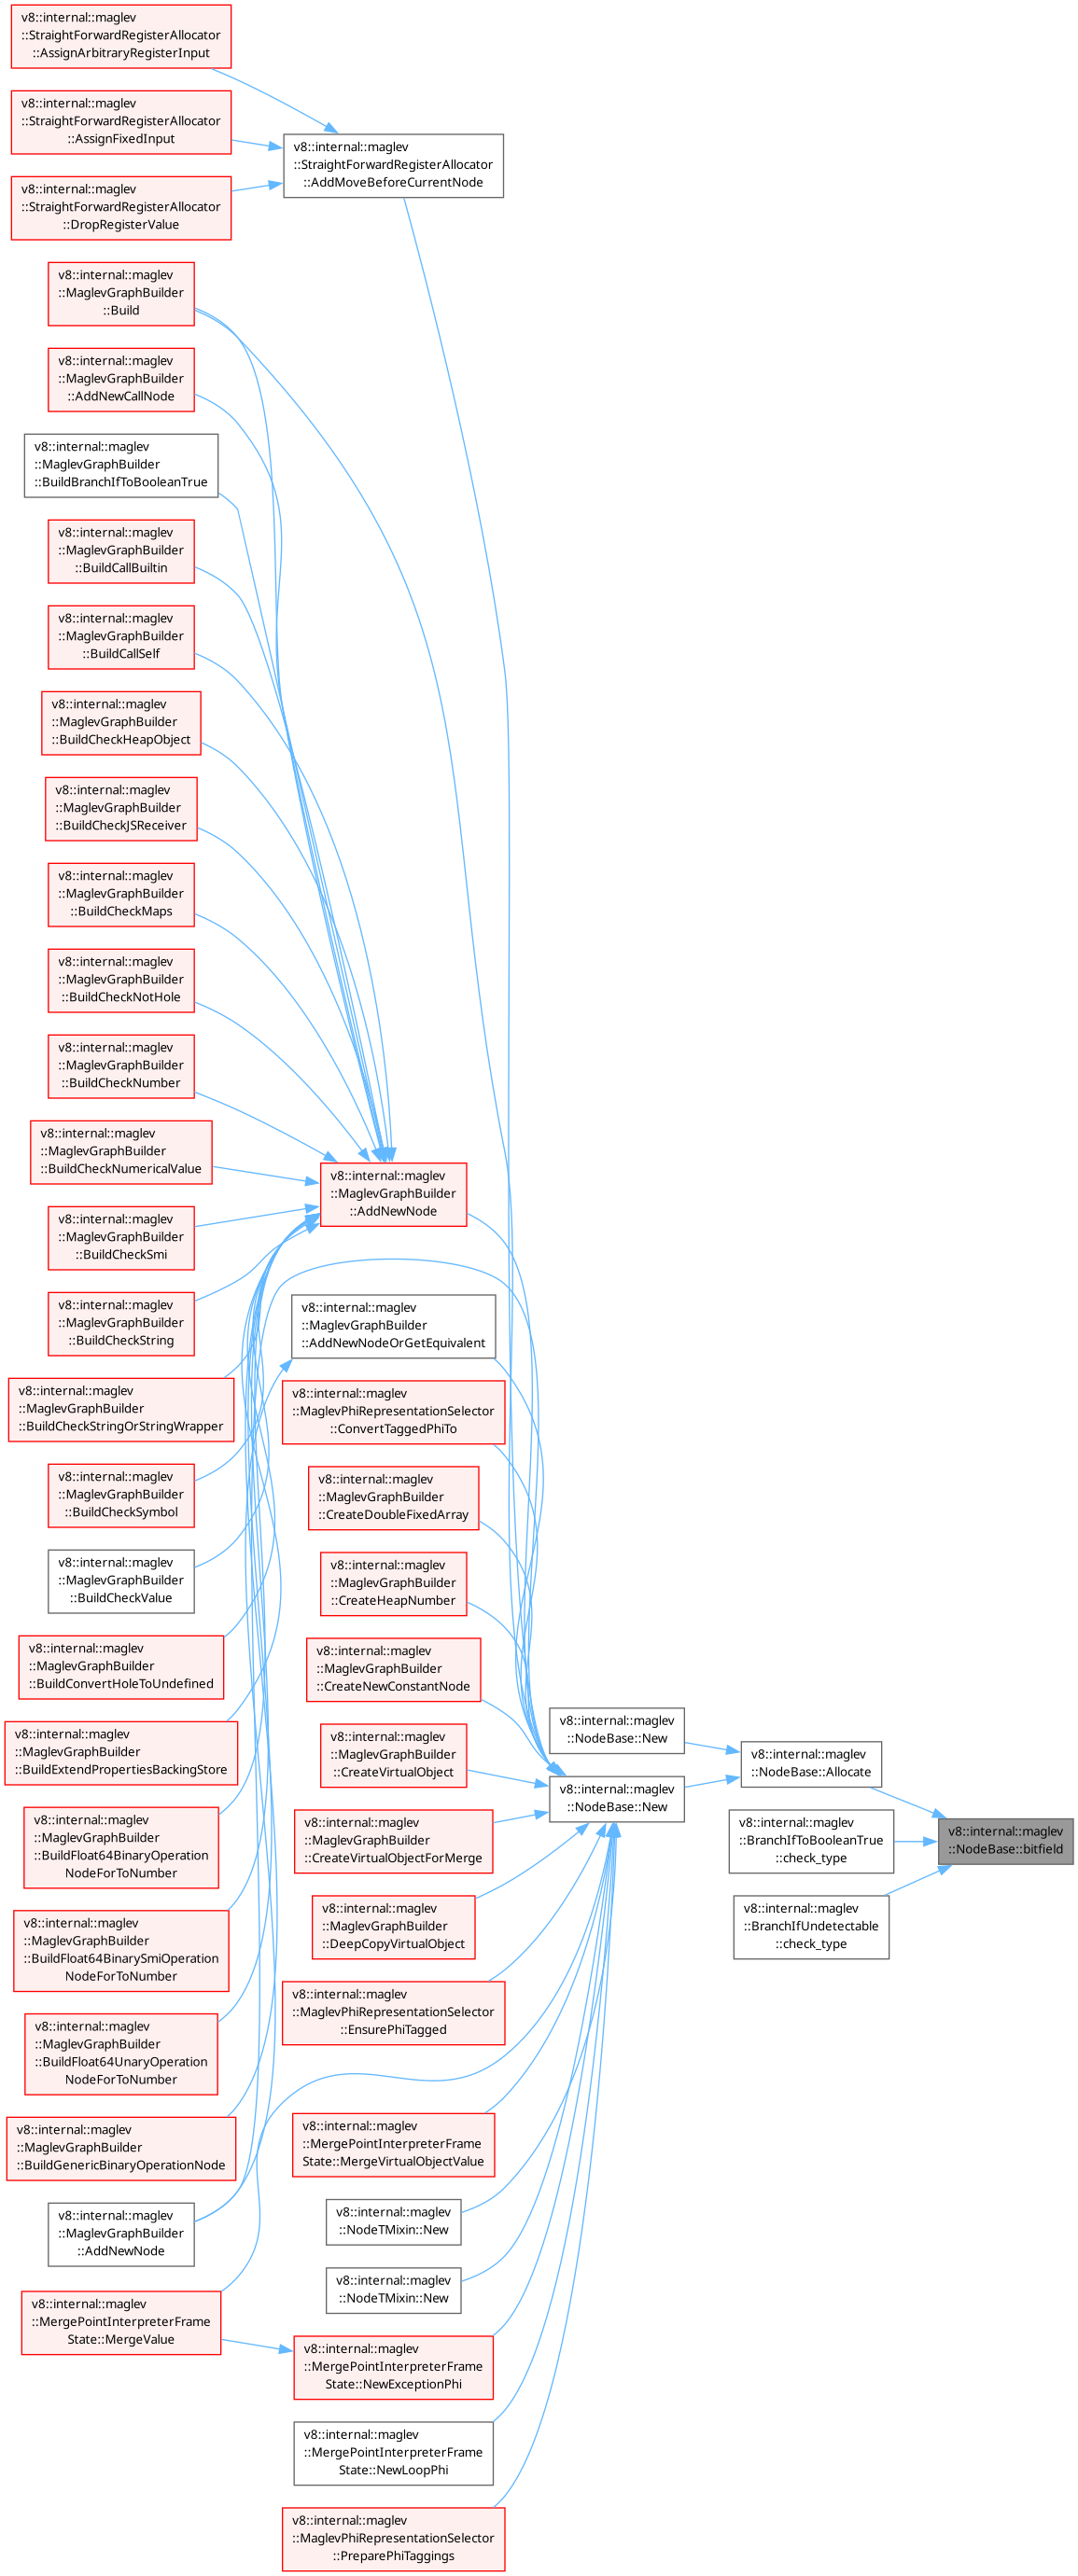 v8::internal::maglev
::StraightForwardRegisterAllocator
::AssignArbitraryRegisterInput
v8::internal::maglev
::StraightForwardRegisterAllocator
::AssignFixedInput
v8::internal::maglev
::StraightForwardRegisterAllocator
::AddMoveBeforeCurrentNode
v8::internal::maglev
::StraightForwardRegisterAllocator
::DropRegisterValue
v8::internal::maglev
::MaglevGraphBuilder
::Build
v8::internal::maglev
::MaglevGraphBuilder
::AddNewCallNode
v8::internal::maglev
::MaglevGraphBuilder
::BuildBranchIfToBooleanTrue
v8::internal::maglev
::MaglevGraphBuilder
::BuildCallBuiltin
v8::internal::maglev
::MaglevGraphBuilder
::BuildCallSelf
v8::internal::maglev
::MaglevGraphBuilder
::BuildCheckHeapObject
v8::internal::maglev
::MaglevGraphBuilder
::BuildCheckJSReceiver
v8::internal::maglev
::MaglevGraphBuilder
::BuildCheckMaps
v8::internal::maglev
::MaglevGraphBuilder
::BuildCheckNotHole
v8::internal::maglev
::MaglevGraphBuilder
::BuildCheckNumber
v8::internal::maglev
::MaglevGraphBuilder
::BuildCheckNumericalValue
v8::internal::maglev
::MaglevGraphBuilder
::AddNewNode
v8::internal::maglev
::MaglevGraphBuilder
::BuildCheckSmi
v8::internal::maglev
::MaglevGraphBuilder
::BuildCheckString
v8::internal::maglev
::MaglevGraphBuilder
::AddNewNodeOrGetEquivalent
v8::internal::maglev
::MaglevGraphBuilder
::BuildCheckStringOrStringWrapper
v8::internal::maglev
::MaglevPhiRepresentationSelector
::ConvertTaggedPhiTo
v8::internal::maglev
::MaglevGraphBuilder
::BuildCheckSymbol
v8::internal::maglev
::MaglevGraphBuilder
::CreateDoubleFixedArray
v8::internal::maglev
::MaglevGraphBuilder
::BuildCheckValue
v8::internal::maglev
::MaglevGraphBuilder
::CreateHeapNumber
v8::internal::maglev
::MaglevGraphBuilder
::BuildConvertHoleToUndefined
v8::internal::maglev
::MaglevGraphBuilder
::CreateNewConstantNode
v8::internal::maglev
::NodeBase::New
v8::internal::maglev
::MaglevGraphBuilder
::BuildExtendPropertiesBackingStore
v8::internal::maglev
::MaglevGraphBuilder
::CreateVirtualObject
v8::internal::maglev
::NodeBase::New
v8::internal::maglev
::NodeBase::Allocate
v8::internal::maglev
::MaglevGraphBuilder
::BuildFloat64BinaryOperation
NodeForToNumber
v8::internal::maglev
::MaglevGraphBuilder
::CreateVirtualObjectForMerge
v8::internal::maglev
::BranchIfToBooleanTrue
::check_type
v8::internal::maglev
::NodeBase::bitfield
v8::internal::maglev
::MaglevGraphBuilder
::BuildFloat64BinarySmiOperation
NodeForToNumber
v8::internal::maglev
::MaglevGraphBuilder
::DeepCopyVirtualObject
v8::internal::maglev
::BranchIfUndetectable
::check_type
v8::internal::maglev
::MaglevGraphBuilder
::BuildFloat64UnaryOperation
NodeForToNumber
v8::internal::maglev
::MaglevPhiRepresentationSelector
::EnsurePhiTagged
v8::internal::maglev
::MaglevGraphBuilder
::BuildGenericBinaryOperationNode
v8::internal::maglev
::MergePointInterpreterFrame
State::MergeVirtualObjectValue
v8::internal::maglev
::MaglevGraphBuilder
::AddNewNode
v8::internal::maglev
::NodeTMixin::New
v8::internal::maglev
::NodeTMixin::New
v8::internal::maglev
::MergePointInterpreterFrame
State::MergeValue
v8::internal::maglev
::MergePointInterpreterFrame
State::NewExceptionPhi
v8::internal::maglev
::MergePointInterpreterFrame
State::NewLoopPhi
v8::internal::maglev
::MaglevPhiRepresentationSelector
::PreparePhiTaggings